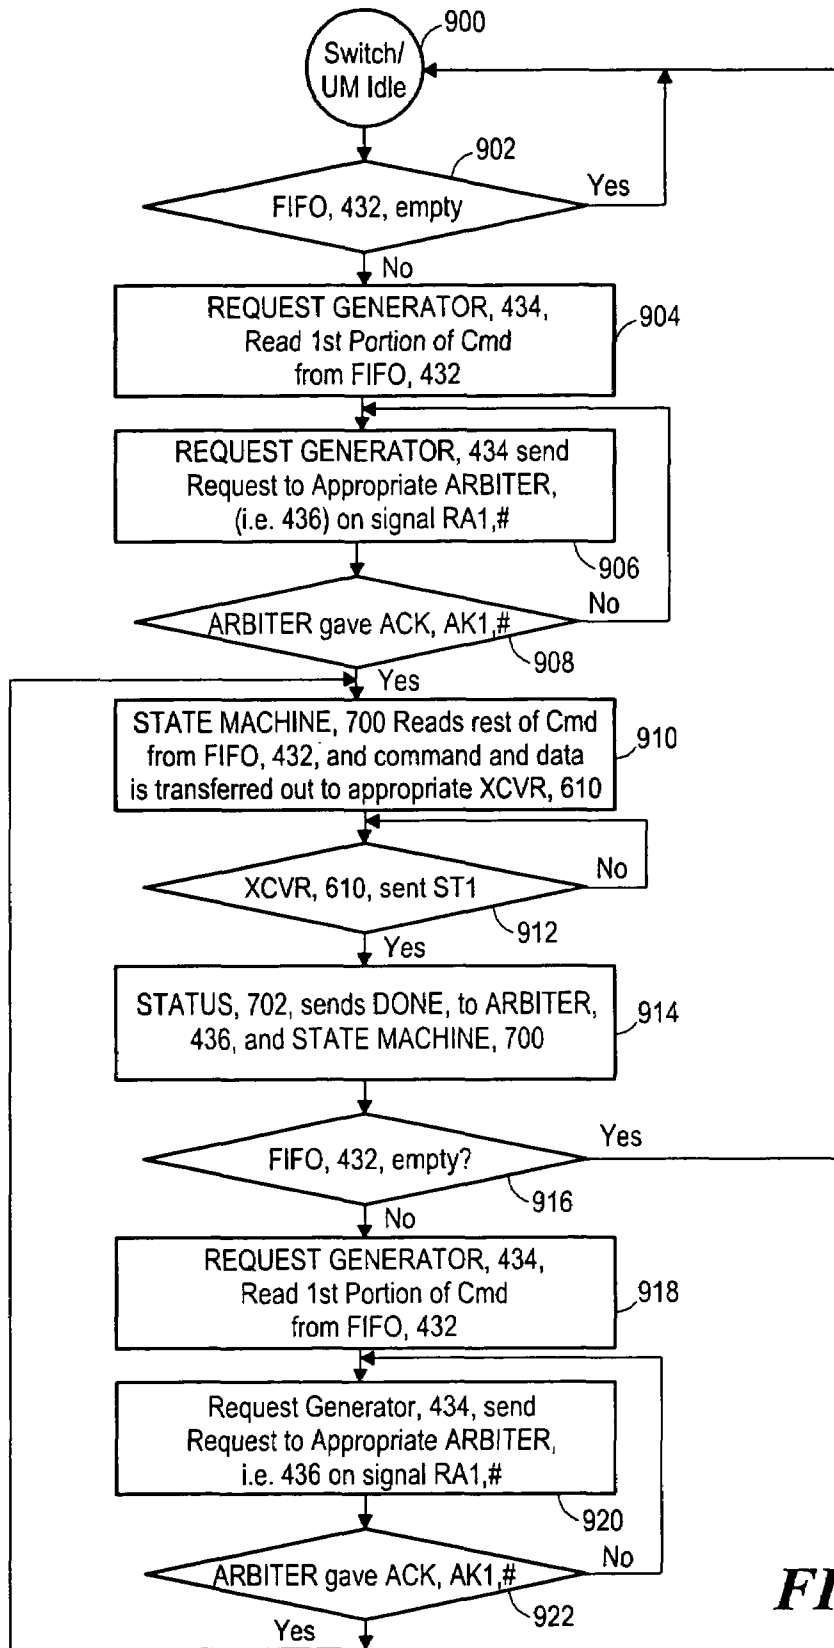 900
Switch/
UM Idle
902
FIFO, 432, empty
Yes
No
REQUEST GENERATOR, 434,
Read 1st Portion of Cmd
from FIFO, 432
904
REQUEST GENERATOR, 434 send
Request to Appropriate ARBITER,
(i.e. 436) on signal RA1,#
906
ARBITER gave ACK, AK1,#
No
908
Yes
STATE MACHINE, 700 Reads rest of Cmd
from FIFO, 432, and command and data
is transferred out to appropriate XCVR, 610
910
XCVR, 610, sent ST1
No
912
Yes
STATUS, 702, sends DONE, to ARBITER,
436, and STATE MACHINE, 700
914
FIFO, 432, empty?
Yes
916
No
REQUEST GENERATOR, 434,
Read 1st Portion of Cmd
from FIFO, 432
918
Request Generator, 434, send
Request to Appropriate ARBITER,
i.e. 436 on signal RA1,#
920
ARBITER gave ACK, AK1,#
No
922
Yes